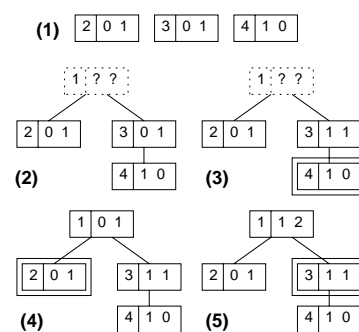 (1) 2 0 1 3 0 1 4 1 0
1 ? ? 1 ? ?
2 0 1 3 0 1 2 0 1 3 1 1
(2) 4 1 0 (3) 4 1 0
1 0 1 1 1 2
2 0 1 3 1 1 2 0 1 3 1 1
(4) 4 1 0 (5) 4 1 0